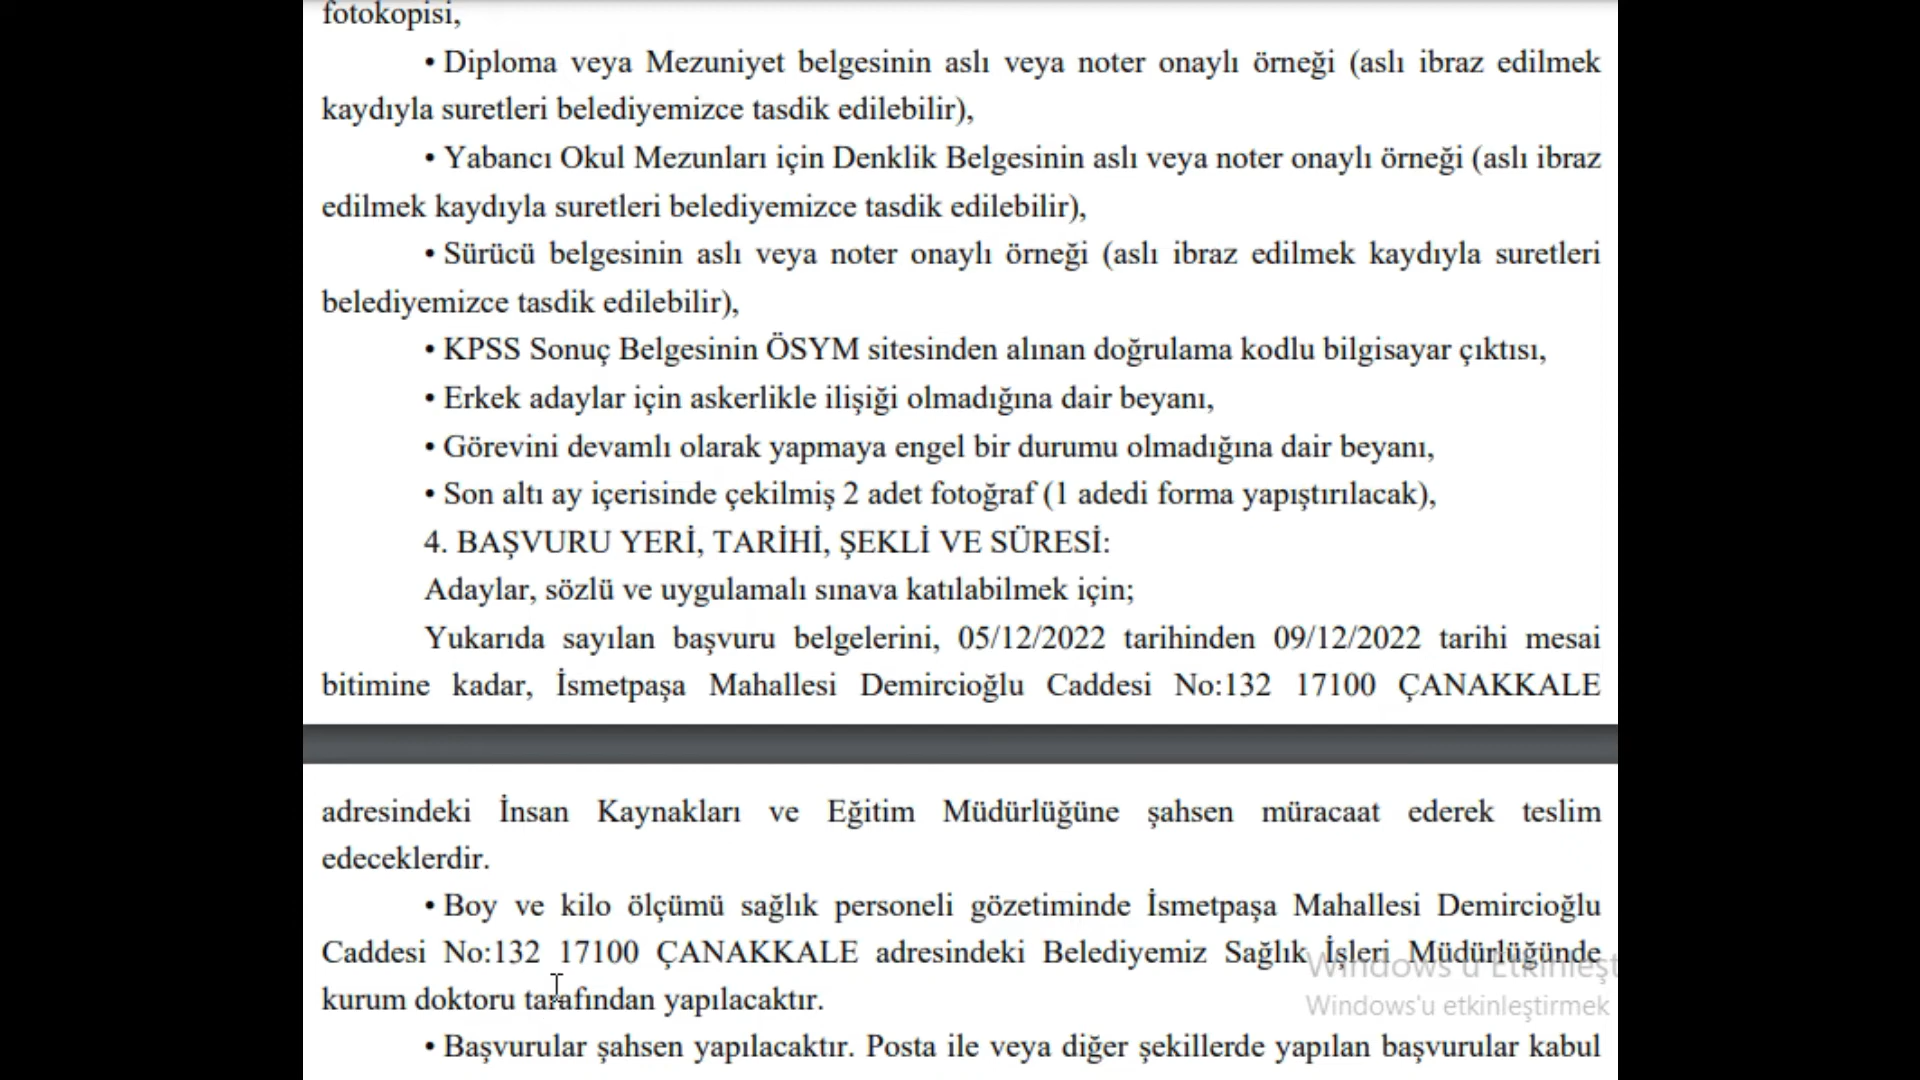 fotokopisi,
• Diploma veya Mezuniyet belgesinin aslı veya noter onaylı örneği (aslı ibraz edilmek
kaydıyla suretleri belediyemizce tasdik edilebilir),
• Yabancı Okul Mezunları için Denklik Belgesinin aslı veya noter onaylı örneği (aslı ibraz
edilmek kaydıyla suretleri belediyemizce tasdik edilebilir),
• Sürücü belgesinin aslı veya noter onaylı örneği (aslı ibraz edilmek kaydıyla suretleri
belediyemizce tasdik edilebilir),
• KPSS Sonuç Belgesinin ÖSYM sitesinden alınan doğrulama kodlu bilgisayar çıktısı,
• Erkek adaylar için askerlikle ilişiği olmadığına dair beyanı,
• Görevini devamlı olarak yapmaya engel bir durumu olmadığına dair beyanı,
• Son altı ay içerisinde çekilmiş 2 adet fotoğraf (1 adedi forma yapıştırılacak),
4. BAŞVURU YERİ, TARİHİ, ŞEKLİ VE SÜRESİ:
Adaylar, sözlü ve uygulamalı sınava katılabilmek için;
Yukarıda sayılan başvuru belgelerini, 05/12/2022 tarihinden 09/12/2022 tarihi mesai
bitimine kadar, İsmetpaşa Mahallesi Demircioğlu Caddesi No:132 17100 ÇANAKKALE
adresindeki İnsan Kaynakları ve Eğitim Müdürlüğüne şahsen müracaat ederek teslim
edeceklerdir.
• Boy ve kilo ölçümü sağlık personeli gözetiminde İsmetpaşa Mahallesi Demircioğlu
Caddesi No:132 17100 ÇANAKKALE adresindeki Belediyemiz Sağlık İşleri Müdürlüğünde
kurum doktoru tarafından yapılacaktır.
• Başvurular şahsen yapılacaktır. Posta ile veya diğer şekillerde yapılan başvurular kabul
Windows'u Etkinleşt
Windows'u etkinleştirmek